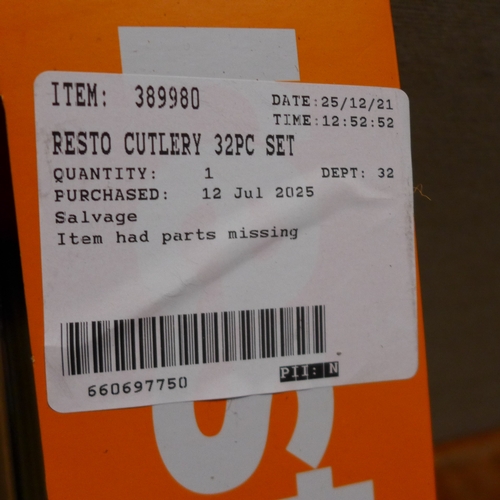 ITEM: 389980
DATE:25/12/21
TIME:12:52:52
RESTO CUTLERY 32PC SET
QUANTITY: 1 DEPT: 32
PURCHASED: 12 Jul 2025
Salvage
Item had parts missing
660697750
PII: N